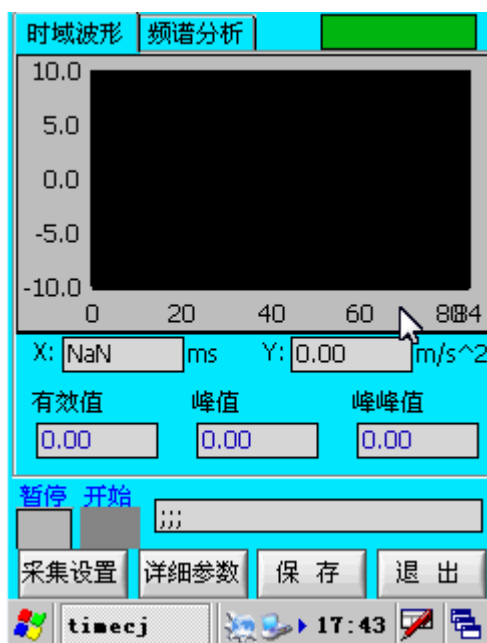 时域波形 频谱分析
10.0
5.0
0.0
-5.0
-10.0
0 20 40 60 80 84
X: NaN ms Y: 0.00 m/s^2
有效值 峰值 峰峰值
0.00 0.00 0.00
暂停 开始
;;;
采集设置 详细参数 保 存 退 出
timecj 17:43